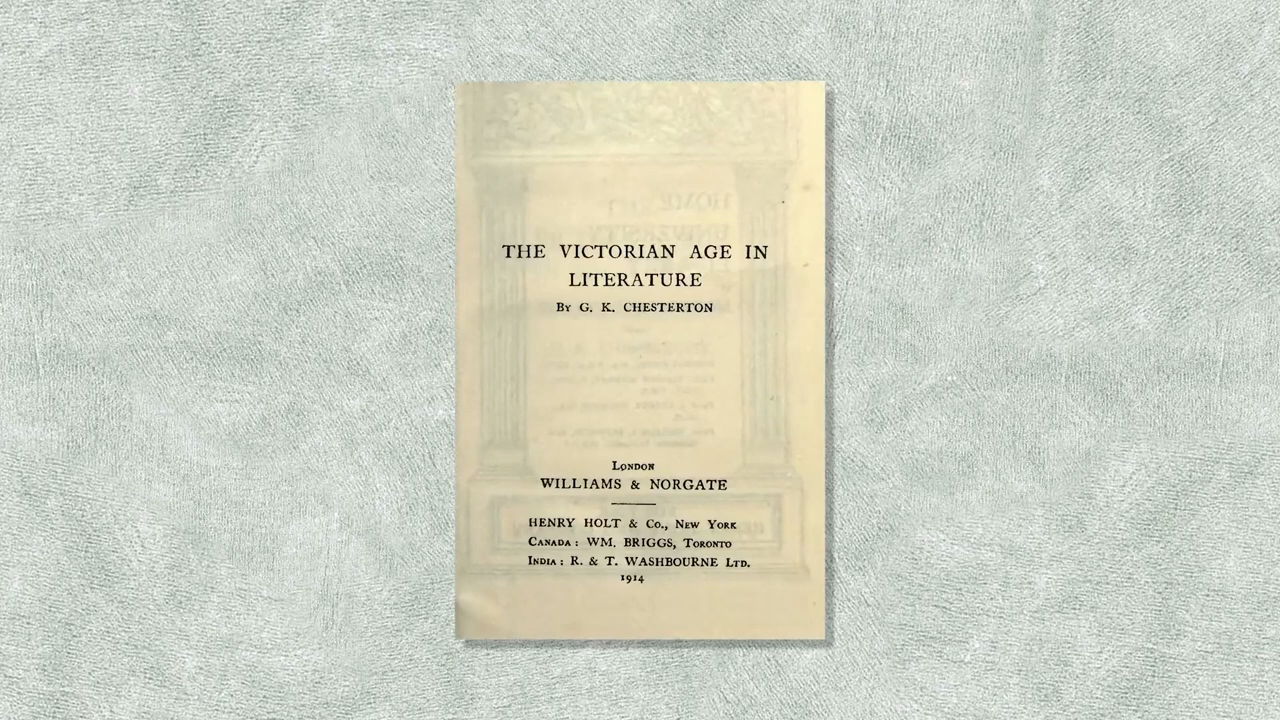 THE VICTORIAN AGE IN
LITERATURE
By G. K. CHESTERTON
London
WILLIAMS & NORGATE
HENRY HOLT & Co., New York
Canada : WM. BRIGGS, Toronto
India : R. & T. WASHBOURNE Ltd.
1914